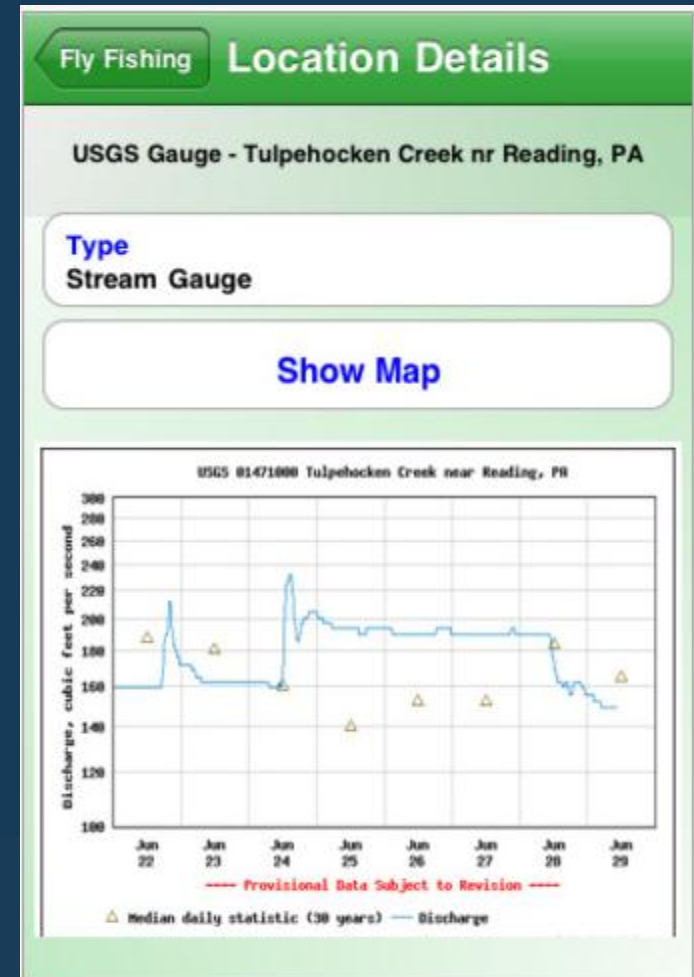 Fly Fishing
Location Details
USGS Gauge - Tulpehocken Creek nr Reading, PA
Type
Stream Gauge
Show Map
USGS 01471000 Tulpehocken Creek near Reading, PA
Discharge, cubic feet per second
300
280
260
240
220
200
180
160
140
120
100
Jun 22
Jun 23
Jun 24
Jun 25
Jun 26
Jun 27
Jun 28
Jun 29
---- Provisional Data Subject to Revision ----
Median daily statistic (30 years)
Discharge